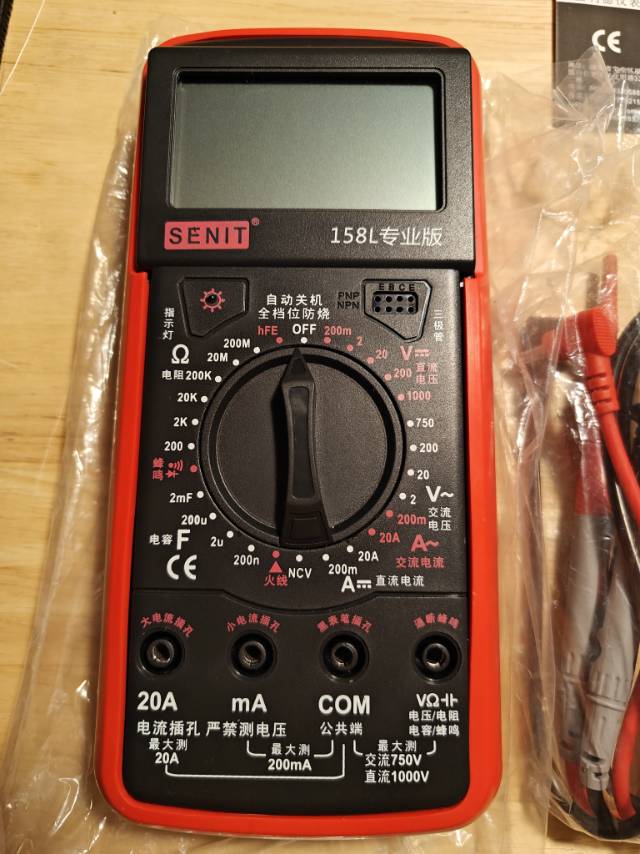 CE
SENIT®
158L专业版
自动关机
全档位防烧
指示灯
PNP
NPN
EBCE
三极管
hFE
OFF
200m
2
20
200
1000
V⎓
直流
电压
750
200
20
2
V~
交流
电压
200m
20A
A~
交流电流
20A
200m
A⎓
直流电流
NCV
火线
200n
2u
200u
2mF
电容
F
CE
蜂鸣
200
2K
20K
200K
20M
200M
Ω
电阻
大电流插孔
小电流插孔
黑表笔插孔
通断蜂鸣
20A
mA
COM
VΩ⊣⊢
电流插孔 严禁测电压
公共端
电压/电阻
电容/蜂鸣
最大测
20A
最大测
200mA
最大测
交流750V
直流1000V